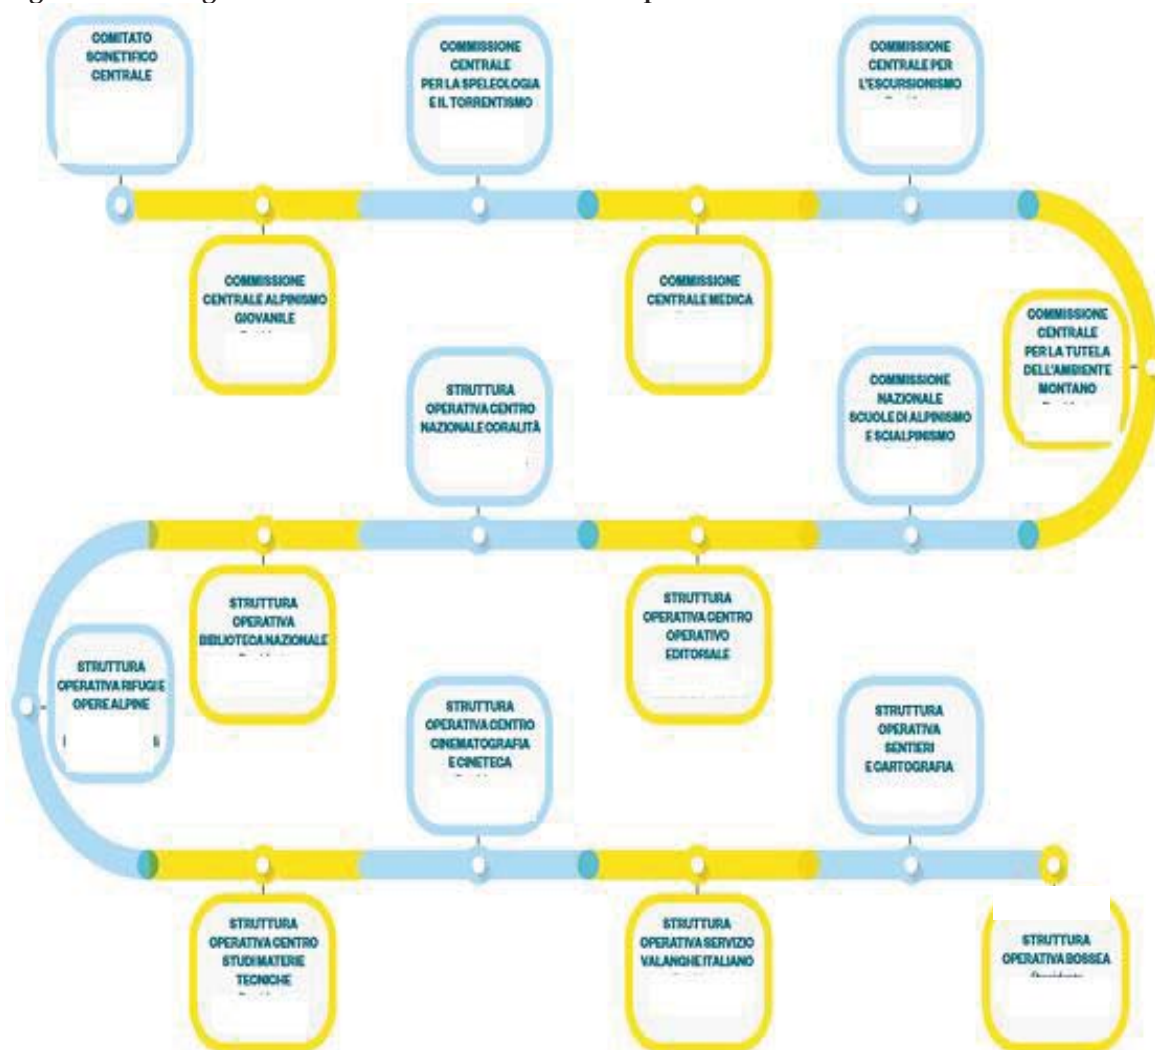 COMITATO
SCINETIFICO
CENTRALE
COMMISSIONE
CENTRALE
PER LA SPELEOLOGIA
E IL TORRENTISMO
COMMISSIONE
CENTRALE PER
L'ESCURSIONISMO
COMMISSIONE
CENTRALE ALPINISMO
GIOVANILE
COMMISSIONE
CENTRALE MEDICA
COMMISSIONE
CENTRALE
PER LA TUTELA
DELL'AMBIENTE
MONTANO
STRUTTURA
OPERATIVA CENTRO
NAZIONALE CORALITÀ
COMMISSIONE
NAZIONALE
SCUOLE DI ALPINISMO
E SCIALPINISMO
STRUTTURA
OPERATIVA
BIBLIOTECA NAZIONALE
STRUTTURA
OPERATIVA CENTRO
OPERATIVO
EDITORIALE
STRUTTURA
OPERATIVA RIFUGI E
OPERE ALPINE
STRUTTURA
OPERATIVA CENTRO
CINEMATOGRAFIA
E CINETECA
STRUTTURA
OPERATIVA
SENTIERI
E CARTOGRAFIA
STRUTTURA
OPERATIVA CENTRO
STUDI MATERIE
TECNICHE
STRUTTURA
OPERATIVA SERVIZIO
VALANGHE ITALIANO
STRUTTURA
OPERATIVA BOSSEA